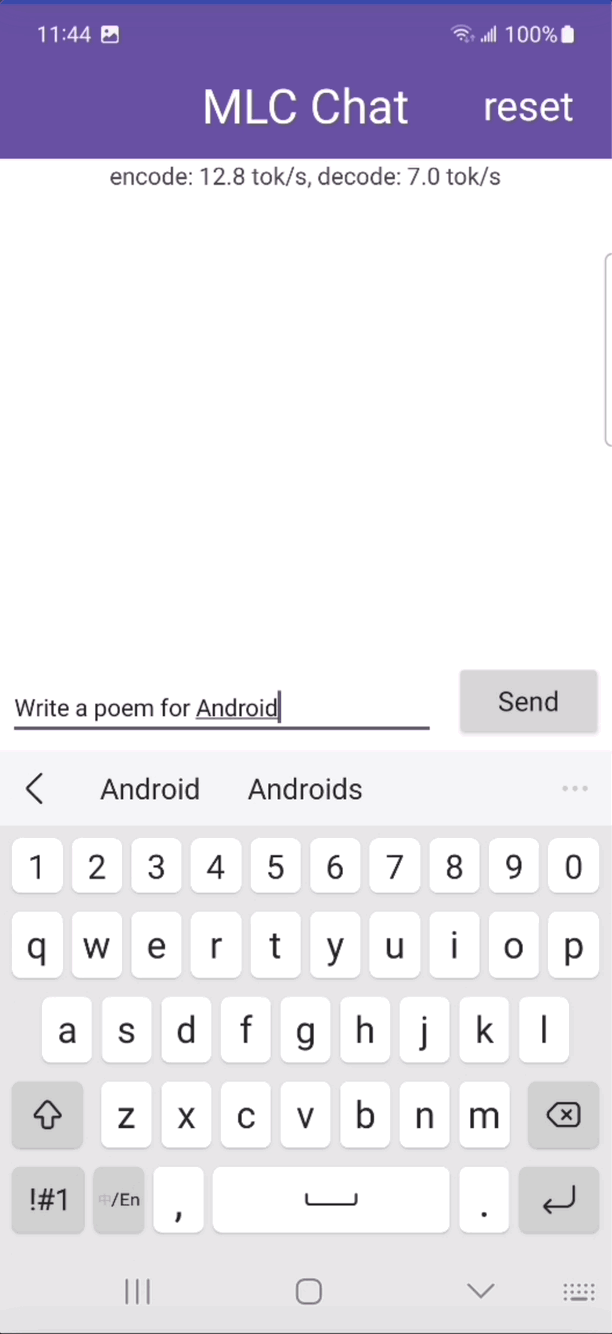 11:44 100%
MLC Chat reset
encode: 12.8 tok/s, decode: 7.0 tok/s
Write a poem for Android Send
Android Androids
1 2 3 4 5 6 7 8 9 0
q w e r t y u i o p
a s d f g h j k l
z x c v b n m
!#1 中/En , .